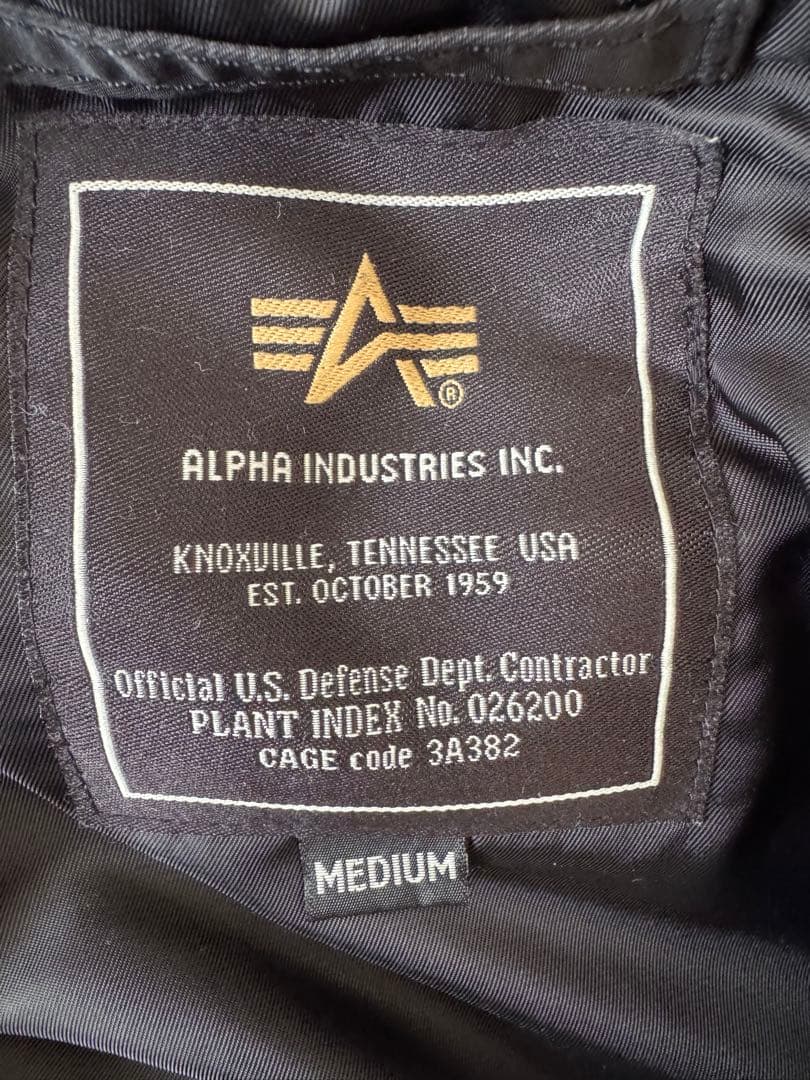 ®
ALPHA INDUSTRIES INC.
KNOXVILLE, TENNESSEE USA
EST. OCTOBER 1959
Official U.S. Defense Dept. Contractor
PLANT INDEX No. 026200
CAGE code 3A382
MEDIUM